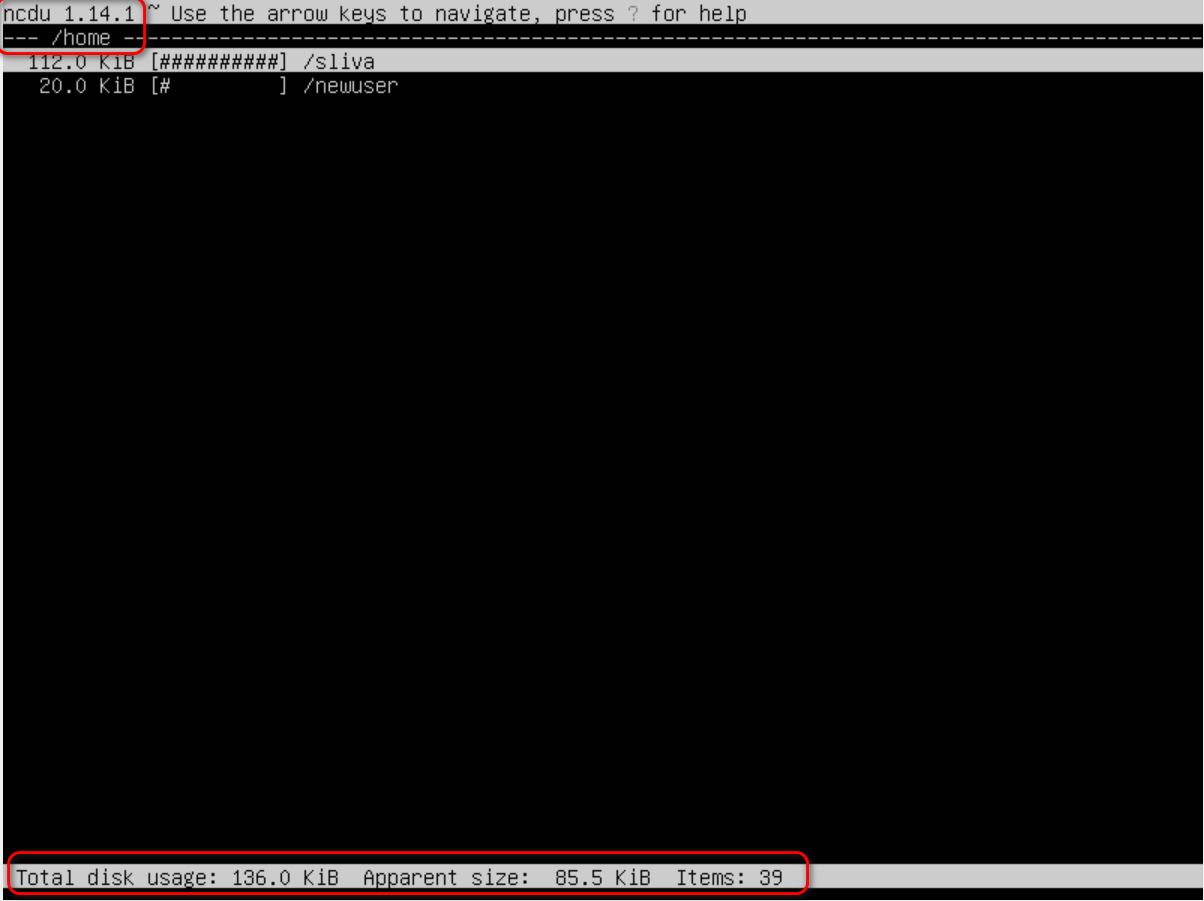 ncdu 1.14.1 ~ Use the arrow keys to navigate, press ? for help
--- /home ------------------------------------------------------------------------------------------
  112.0 KiB [##########] /sliva
   20.0 KiB [#         ] /newuser
Total disk usage: 136.0 KiB  Apparent size:  85.5 KiB  Items: 39